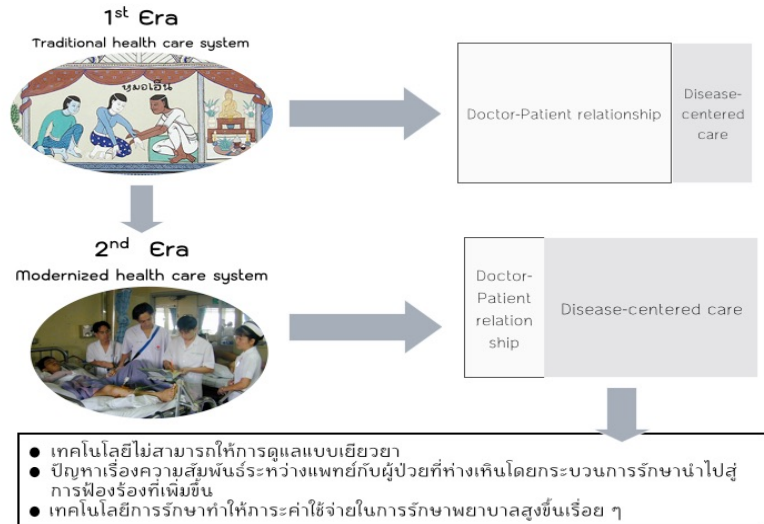 1st Era
Traditional health care system
หมอเอิ้น
Doctor-Patient relationship
Disease-
centered
care
2nd Era
Modernized health care system
Doctor-
Patient
relation
ship
Disease-centered care
● เทคโนโลยีไม่สามารถให้การดูแลแบบเยียวยา
● ปัญหาเรื่องความสัมพันธ์ระหว่างแพทย์กับผู้ป่วยที่ห่างเหินโดยกระบวนการรักษานำไปสู่
การฟ้องร้องที่เพิ่มขึ้น
● เทคโนโลยีการรักษาทำให้ภาระค่าใช้จ่ายในการรักษาพยาบาลสูงขึ้นเรื่อย ๆ